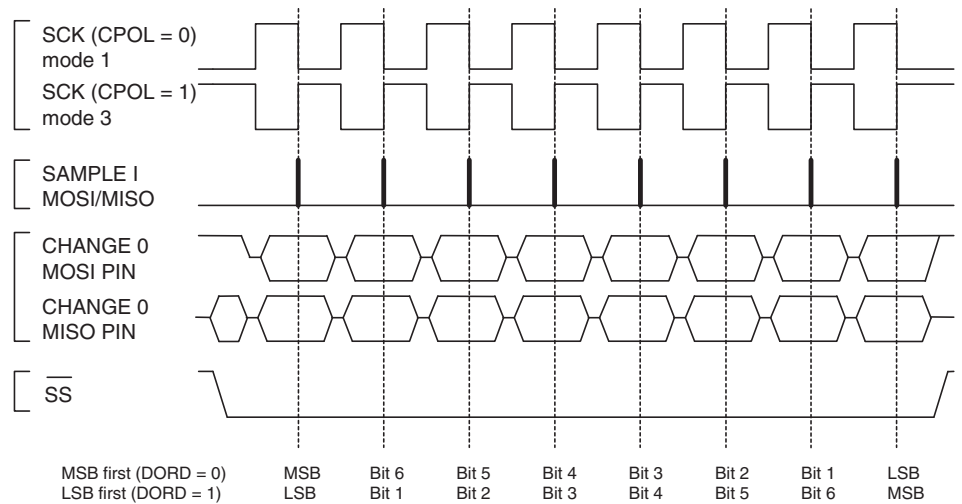 SCK (CPOL = 0)
mode 1
SCK (CPOL = 1)
mode 3
SAMPLE I
MOSI/MISO
CHANGE 0
MOSI PIN
CHANGE 0
MISO PIN
SS
MSB first (DORD = 0) MSB Bit 6 Bit 5 Bit 4 Bit 3 Bit 2 Bit 1 LSB
LSB first (DORD = 1) LSB Bit 1 Bit 2 Bit 3 Bit 4 Bit 5 Bit 6 MSB